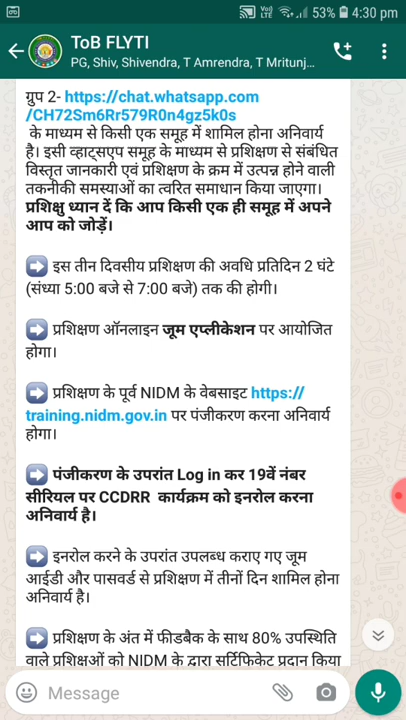 53% 4:30 pm
ToB FLYTI
PG, Shiv, Shivendra, T Amrendra, T Mritunj...
ग्रुप 2- https://chat.whatsapp.com
/CH72Sm6Rr579R0n4gz5k0s
के माध्यम से किसी एक समूह में शामिल होना अनिवार्य
है। इसी व्हाट्सएप समूह के माध्यम से प्रशिक्षण से संबंधित
विस्तृत जानकारी एवं प्रशिक्षण के क्रम में उत्पन्न होने वाली
तकनीकी समस्याओं का त्वरित समाधान किया जाएगा।
प्रशिक्षु ध्यान दें कि आप किसी एक ही समूह में अपने
आप को जोड़ें।
➡️ इस तीन दिवसीय प्रशिक्षण की अवधि प्रतिदिन 2 घंटे
(संध्या 5:00 बजे से 7:00 बजे) तक की होगी।
➡️ प्रशिक्षण ऑनलाइन जूम एप्लीकेशन पर आयोजित
होगा।
➡️ प्रशिक्षण के पूर्व NIDM के वेबसाइट https://
training.nidm.gov.in पर पंजीकरण करना अनिवार्य
होगा।
➡️ पंजीकरण के उपरांत Log in कर 19वें नंबर
सीरियल पर CCDRR कार्यक्रम को इनरोल करना
अनिवार्य है।
➡️ इनरोल करने के उपरांत उपलब्ध कराए गए जूम
आईडी और पासवर्ड से प्रशिक्षण में तीनों दिन शामिल होना
अनिवार्य है।
➡️ प्रशिक्षण के अंत में फीडबैक के साथ 80% उपस्थिति
वाले प्रशिक्षुओं को NIDM के द्वारा सर्टिफिकेट प्रदान किया
Message